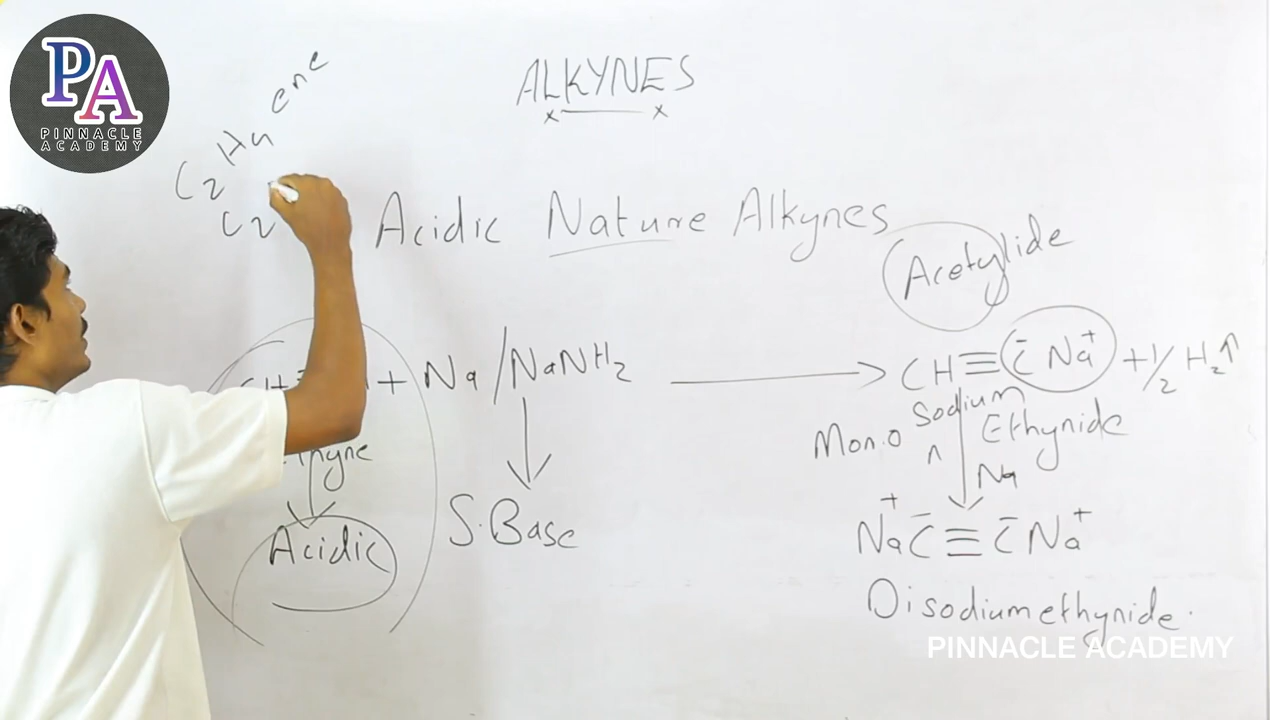 PA
PINNACLE
ACADEMY
ALKYNES
C2H4 ene
C2
Acidic Nature Alkynes
Acetylide
+ Na / NaNH2 → CH≡C̄ Na⁺ + 1/2 H2↑
Mono Sodium Ethynide
Na
hyne
Acidic
S.Base
Na⁺C̄≡C̄Na⁺
Disodiumethynide.
PINNACLE ACADEMY